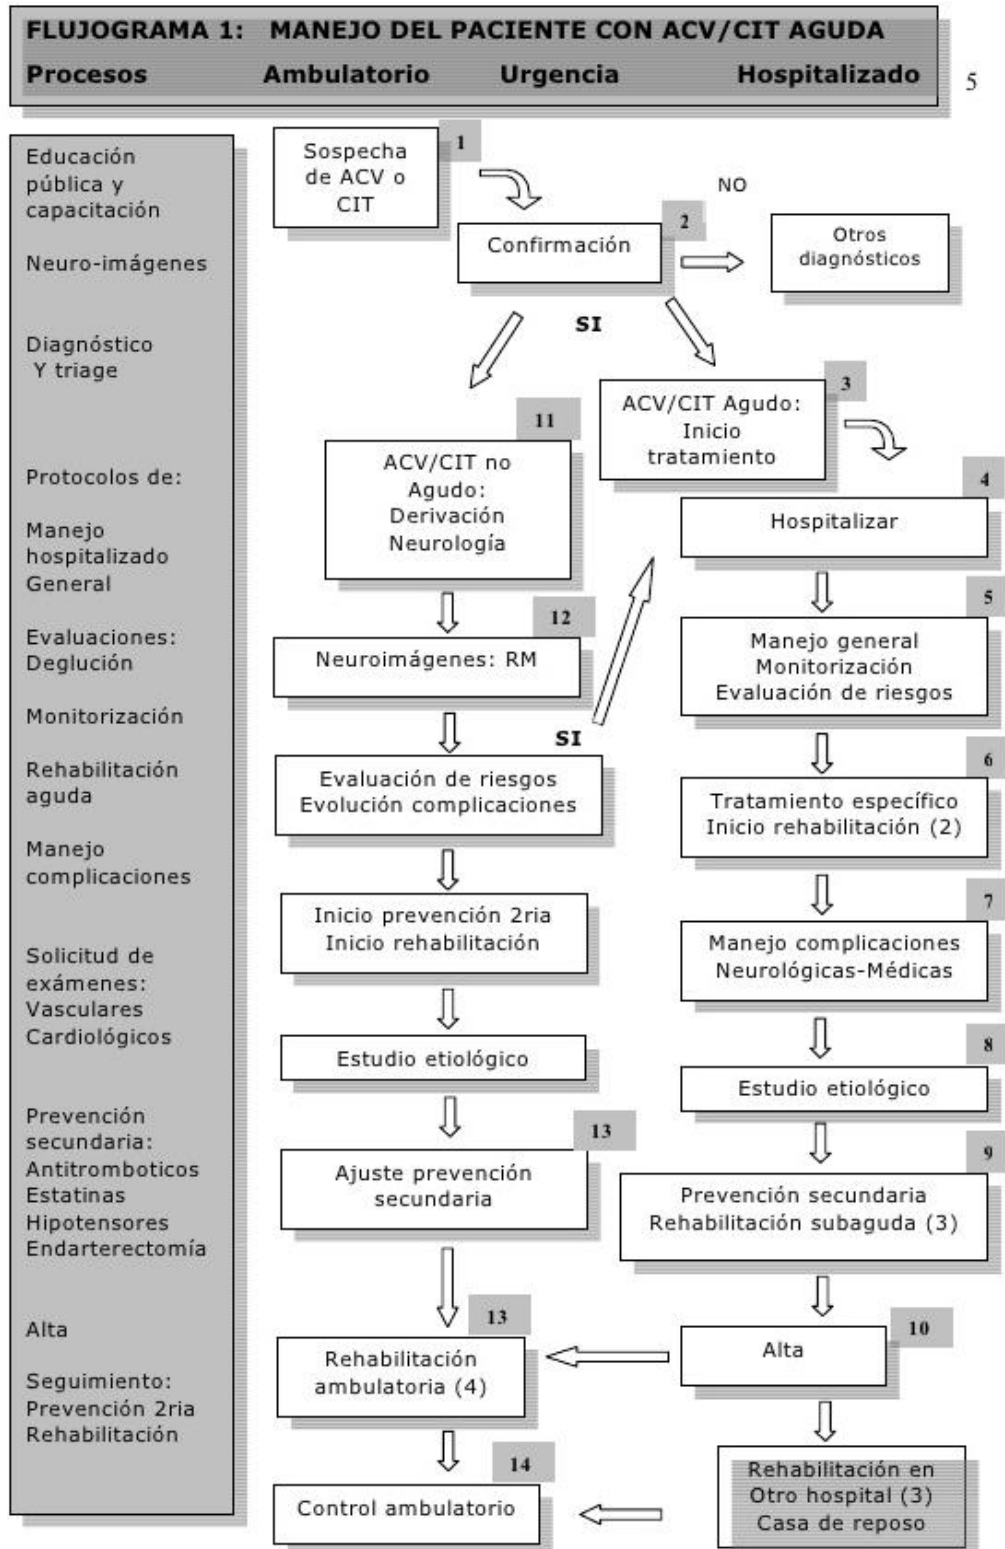 FLUJOGRAMA 1: MANEJO DEL PACIENTE CON ACV/CIT AGUDA
Procesos Ambulatorio Urgencia Hospitalizado
5
Educación
pública y
capacitación
Neuro-imágenes
Diagnóstico
Y triage
Protocolos de:
Manejo
hospitalizado
General
Evaluaciones:
Deglución
Monitorización
Rehabilitación
aguda
Manejo
complicaciones
Solicitud de
exámenes:
Vasculares
Cardiológicos
Prevención
secundaria:
Antitromboticos
Estatinas
Hipotensores
Endarterectomía
Alta
Seguimiento:
Prevención 2ria
Rehabilitación
1
Sospecha
de ACV o
CIT
2
Confirmación
NO
Otros
diagnósticos
SI
3
ACV/CIT Agudo:
Inicio
tratamiento
11
ACV/CIT no
Agudo:
Derivación
Neurología
4
Hospitalizar
12
Neuroimágenes: RM
5
Manejo general
Monitorización
Evaluación de riesgos
SI
Evaluación de riesgos
Evolución complicaciones
6
Tratamiento específico
Inicio rehabilitación (2)
Inicio prevención 2ria
Inicio rehabilitación
7
Manejo complicaciones
Neurológicas-Médicas
Estudio etiológico
8
Estudio etiológico
13
Ajuste prevención
secundaria
9
Prevención secundaria
Rehabilitación subaguda (3)
13
Rehabilitación
ambulatoria (4)
10
Alta
14
Control ambulatorio
Rehabilitación en
Otro hospital (3)
Casa de reposo